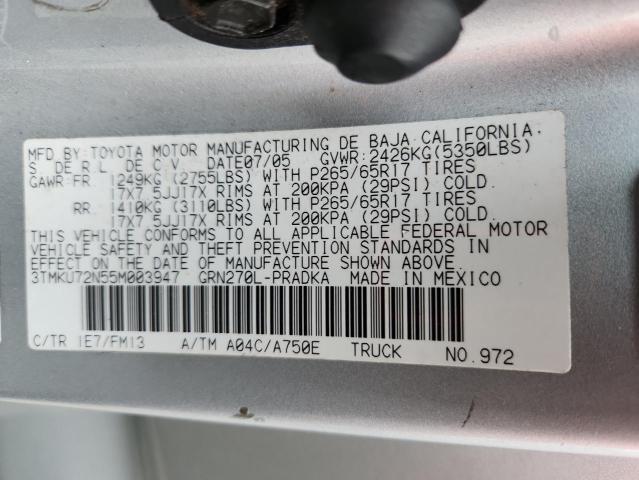 MFD BY: TOYOTA MOTOR MANUFACTURING DE BAJA CALIFORNIA,
S DE R.L DE C.V. DATE07/05 GVWR:2426KG(5350LBS)
GAWR-FR. 1249KG (2755LBS) WITH P265/65R17 TIRES
17X7 5JJ17X RIMS AT 200KPA (29PSI) COLD.
RR. 1410KG (3110LBS) WITH P265/65R17 TIRES
17X7 5JJ17X RIMS AT 200KPA (29PSI) COLD.
THIS VEHICLE CONFORMS TO ALL APPLICABLE FEDERAL MOTOR
VEHICLE SAFETY AND THEFT PREVENTION STANDARDS IN
EFFECT ON THE DATE OF MANUFACTURE SHOWN ABOVE.
3TMKU72N55M003947 GRN270L-PRADKA MADE IN MEXICO
C/TR 1E7/FM13 A/TM A04C/A750E TRUCK NO.972